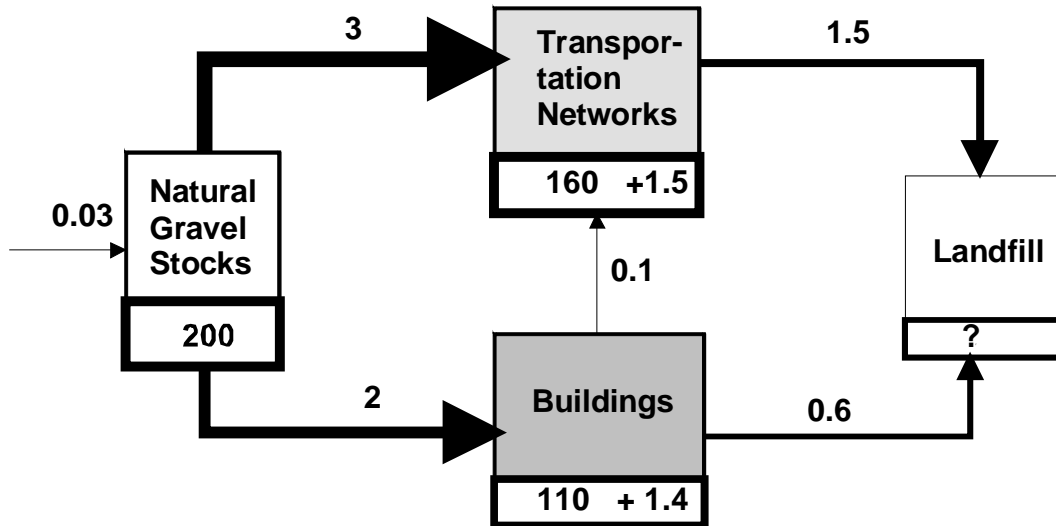 3
Transpor-
tation
Networks
1.5
160 +1.5
0.03
Natural
Gravel
Stocks
200
0.1
Landfill
?
2
Buildings
0.6
110 + 1.4